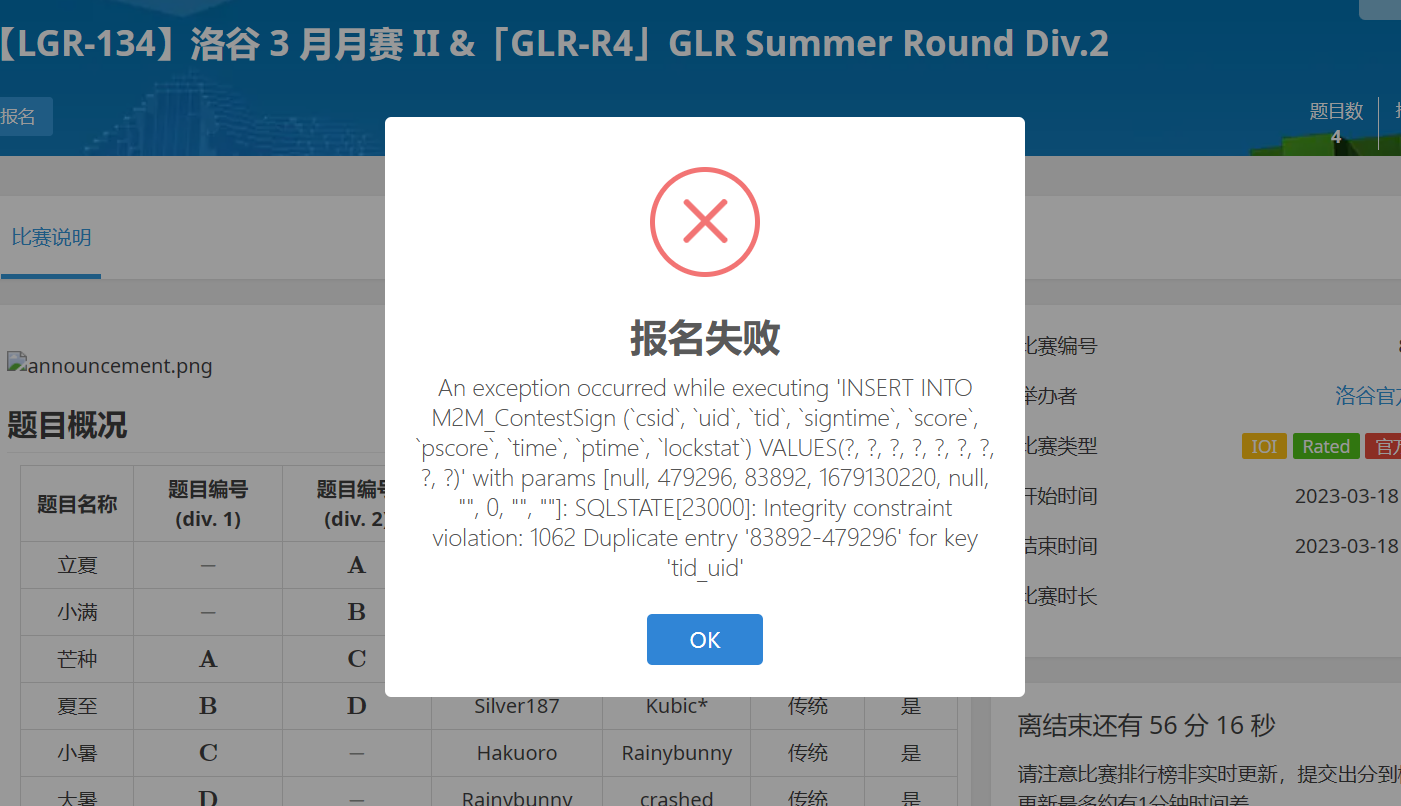 【LGR-134】洛谷 3 月月赛 II &「GLR-R4」GLR Summer Round Div.2
报名
题目数
4
比赛说明
报名失败
An exception occurred while executing 'INSERT INTO
M2M_ContestSign (`csid`, `uid`, `tid`, `signtime`, `score`,
`pscore`, `time`, `ptime`, `lockstat`) VALUES(?, ?, ?, ?, ?, ?, ?,
?, ?)' with params [null, 479296, 83892, 1679130220, null,
"", 0, "", ""]: SQLSTATE[23000]: Integrity constraint
violation: 1062 Duplicate entry '83892-479296' for key
'tid_uid'
OK
announcement.png
题目概况
题目名称 题目编号 (div. 1) 题目编号 (div. 2)
立夏 – A
小满 – B
芒种 A C
夏至 B D Silver187 Kubic* 传统 是
小暑 C – Hakuoro Rainybunny 传统 是
大暑 D – Rainybunny crashed 传统 是
比赛编号
举办者 洛谷官方
比赛类型 IOI Rated 官方
开始时间 2023-03-18
结束时间 2023-03-18
比赛时长
离结束还有 56 分 16 秒
请注意比赛排行榜非实时更新，提交出分到
更新最多约有1分钟时间差